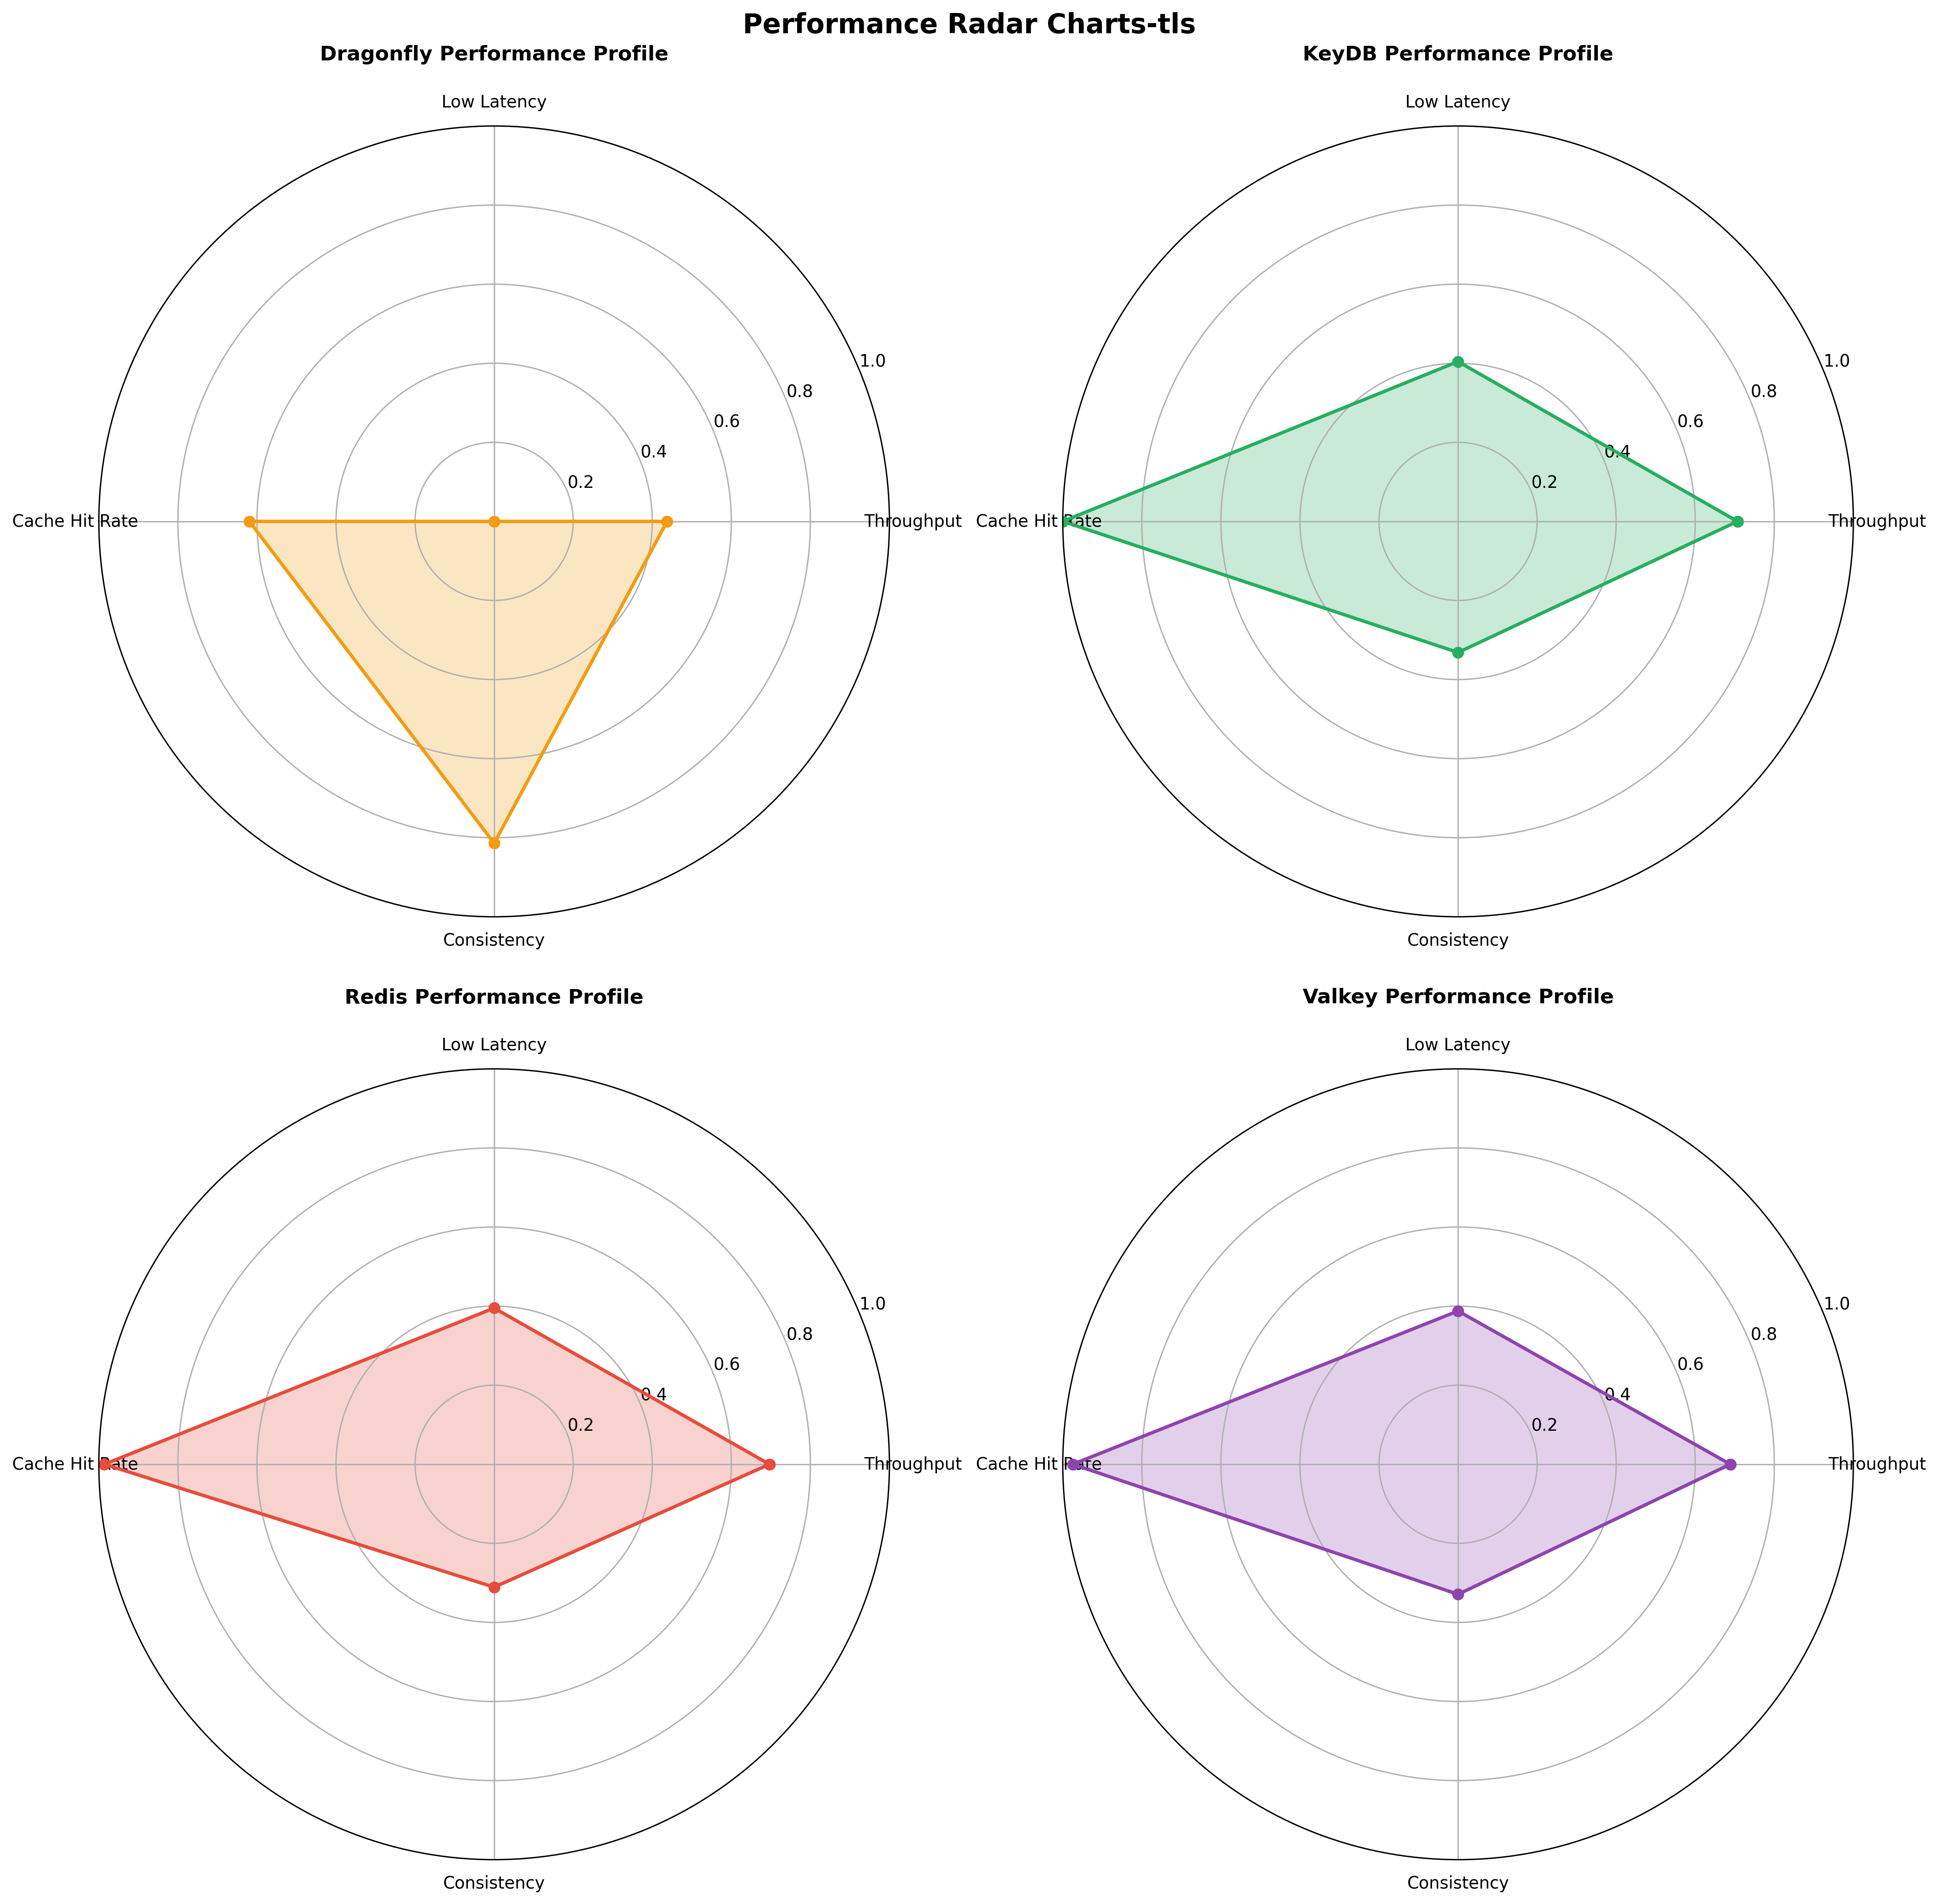 Performance Radar Charts-tls
Dragonfly Performance Profile
Low Latency
1.0
0.8
0.6
0.4
0.2
Cache Hit Rate
Throughput
Consistency
KeyDB Performance Profile
Low Latency
1.0
0.8
0.6
0.4
0.2
Cache Hit Rate
Throughput
Consistency
Redis Performance Profile
Low Latency
1.0
0.8
0.6
0.4
0.2
Cache Hit Rate
Throughput
Consistency
Valkey Performance Profile
Low Latency
1.0
0.8
0.6
0.4
0.2
Cache Hit Rate
Throughput
Consistency